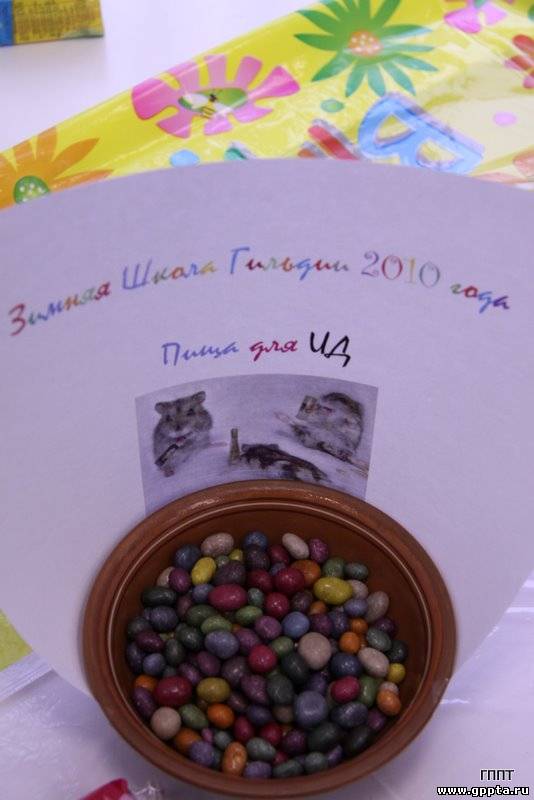 Зимняя Школа Гильдии 2010 года
Пища для ИД
ГППТ
www.gppta.ru